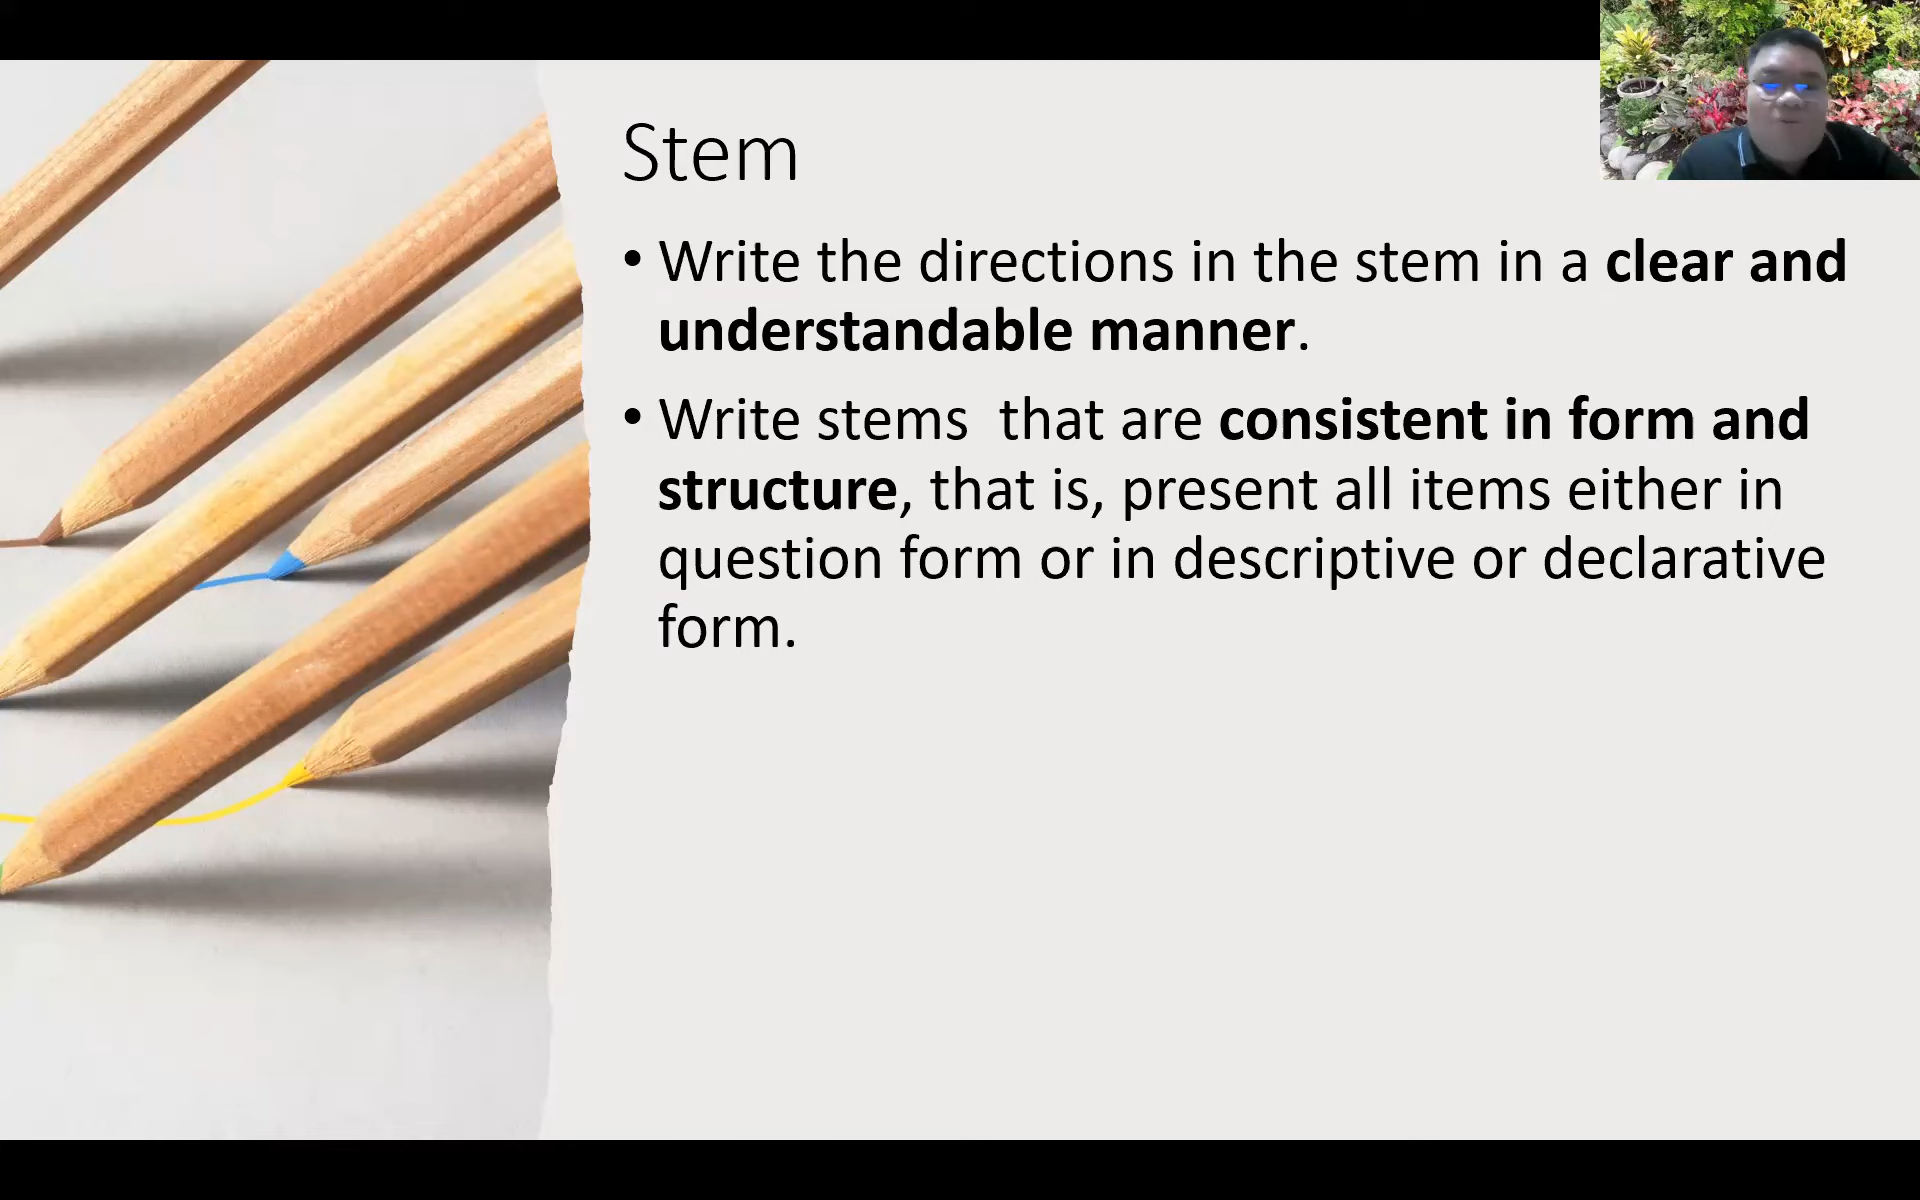 Stem
• Write the directions in the stem in a clear and
understandable manner.
• Write stems  that are consistent in form and
structure, that is, present all items either in
question form or in descriptive or declarative
form.